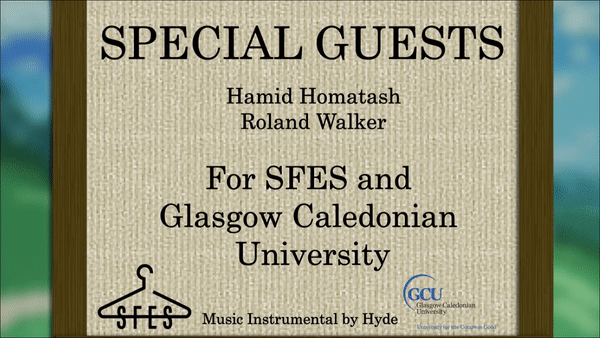 SPECIAL GUESTS
Hamid Homatash
Roland Walker
For SFES and
Glasgow Caledonian
University
SFES
Music Instrumental by Hyde
GCU
Glasgow Caledonian
University
University for the Common Good